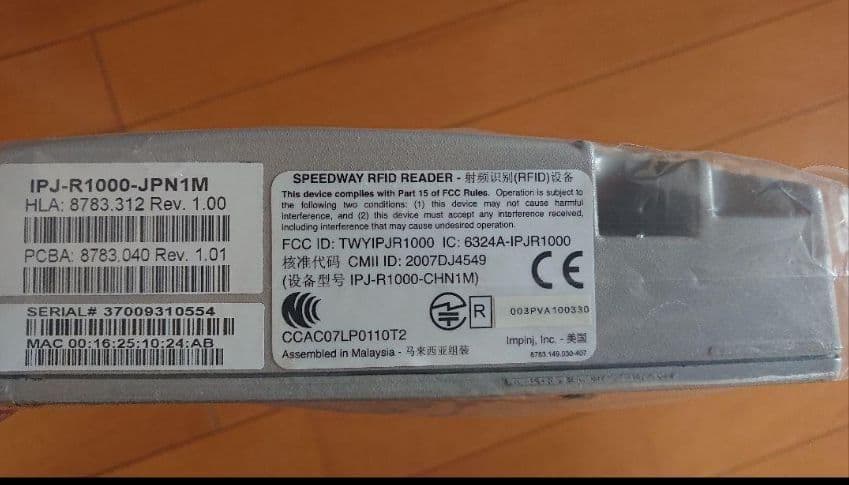 IPJ-R1000-JPN1M
HLA: 8783.312 Rev. 1.00
PCBA: 8783.040 Rev. 1.01
SERIAL# 37009310554
MAC 00:16:25:10:24:AB
SPEEDWAY RFID READER - 射频识别(RFID)设备
This device complies with Part 15 of FCC Rules. Operation is subject to
the following two conditions: (1) this device may not cause harmful
interference, and (2) this device must accept any interference received,
including interference that may cause undesired operation.
FCC ID: TWYIPJR1000 IC: 6324A-IPJR1000
核准代码 CMII ID: 2007DJ4549
(设备型号 IPJ-R1000-CHN1M)
CE
R
003PVA100330
CCAC07LP0110T2
Impinj, Inc. - 美国
Assembled in Malaysia - 马来西亚组装
8783.149.030-407